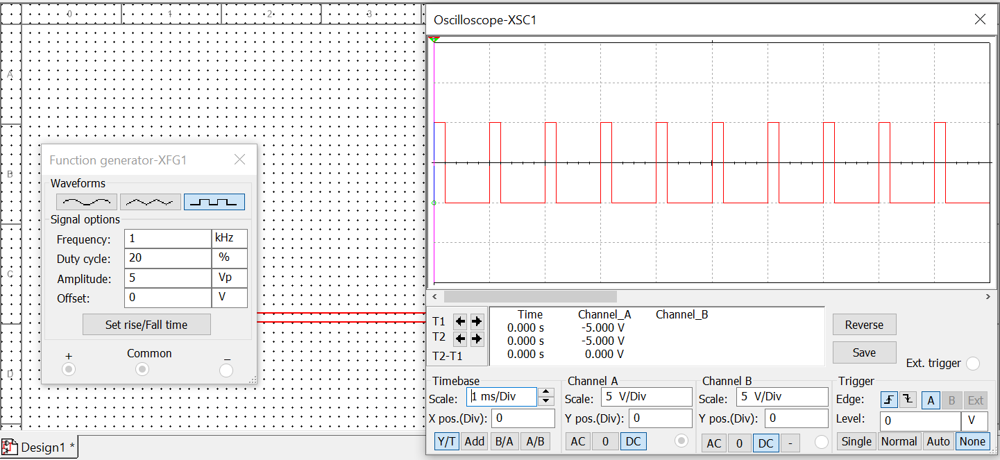 0 1 2 3
A
B
C
D
Function generator-XFG1
Waveforms
Signal options
Frequency: 1 kHz
Duty cycle: 20 %
Amplitude: 5 Vp
Offset: 0 V
Set rise/Fall time
+ Common –
Design1 *
Oscilloscope-XSC1
Time Channel_A Channel_B
T1 0.000 s -5.000 V
T2 0.000 s -5.000 V
T2-T1 0.000 s 0.000 V
Reverse
Save
Ext. trigger
Timebase
Scale: 1 ms/Div
X pos.(Div): 0
Y/T Add B/A A/B
Channel A
Scale: 5 V/Div
Y pos.(Div): 0
AC 0 DC
Channel B
Scale: 5 V/Div
Y pos.(Div): 0
AC 0 DC -
Trigger
Edge: A B Ext
Level: 0 V
Single Normal Auto None